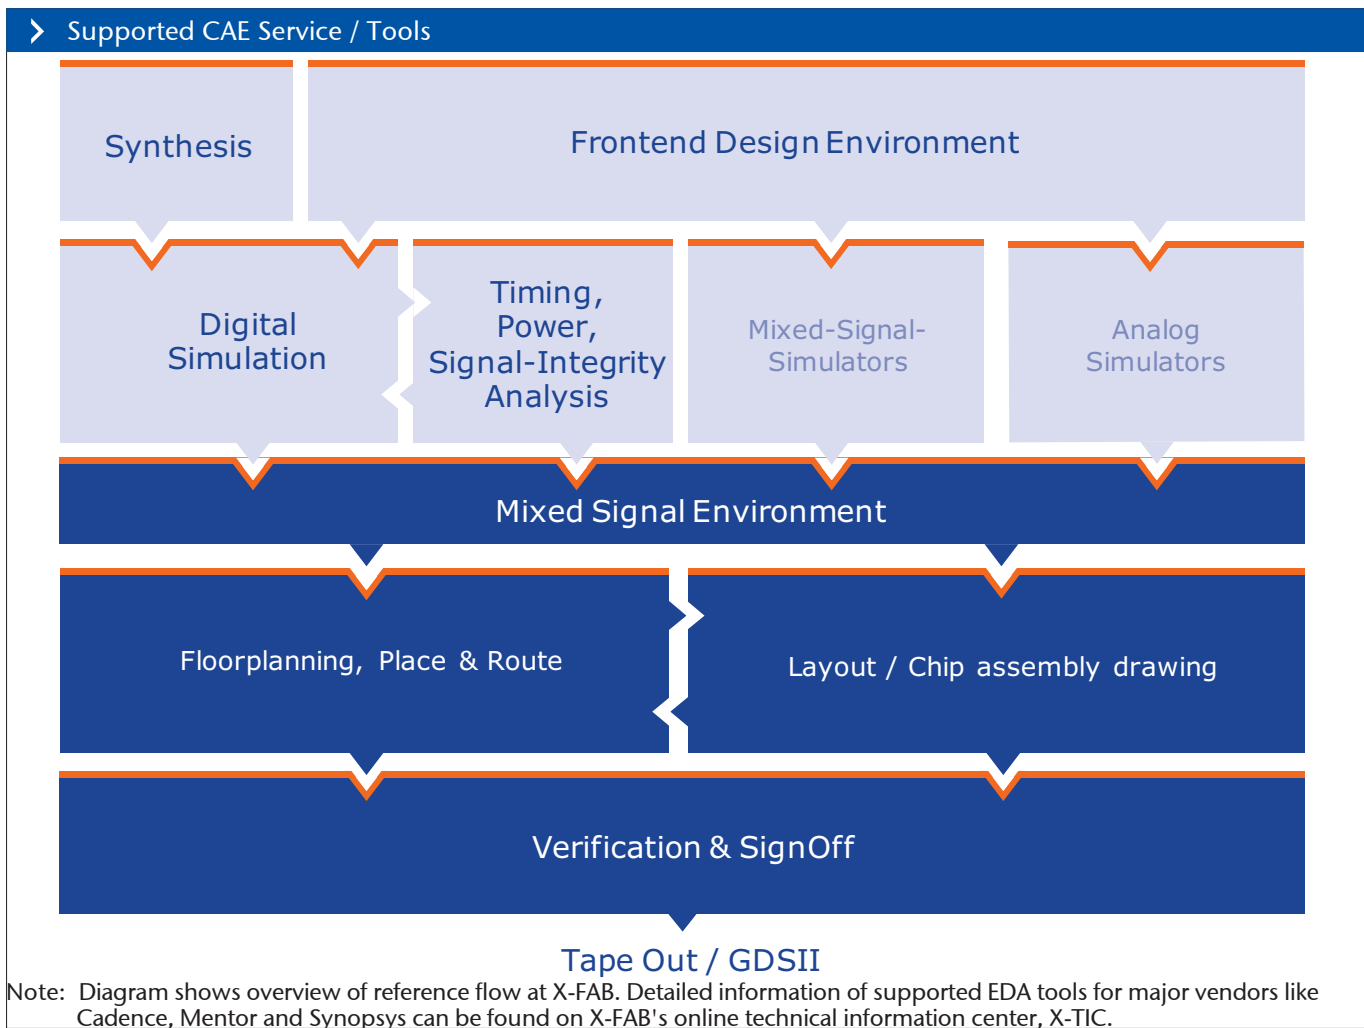 Supported CAE Service / Tools
Synthesis
Frontend Design Environment
Digital
Simulation
Timing,
Power,
Signal-Integrity
Analysis
Mixed-Signal-
Simulators
Analog
Simulators
Mixed Signal Environment
Floorplanning, Place & Route
Layout / Chip assembly drawing
Verification & SignOff
Tape Out / GDSII
Note: Diagram shows overview of reference flow at X-FAB. Detailed information of supported EDA tools for major vendors like
Cadence, Mentor and Synopsys can be found on X-FAB's online technical information center, X-TIC.